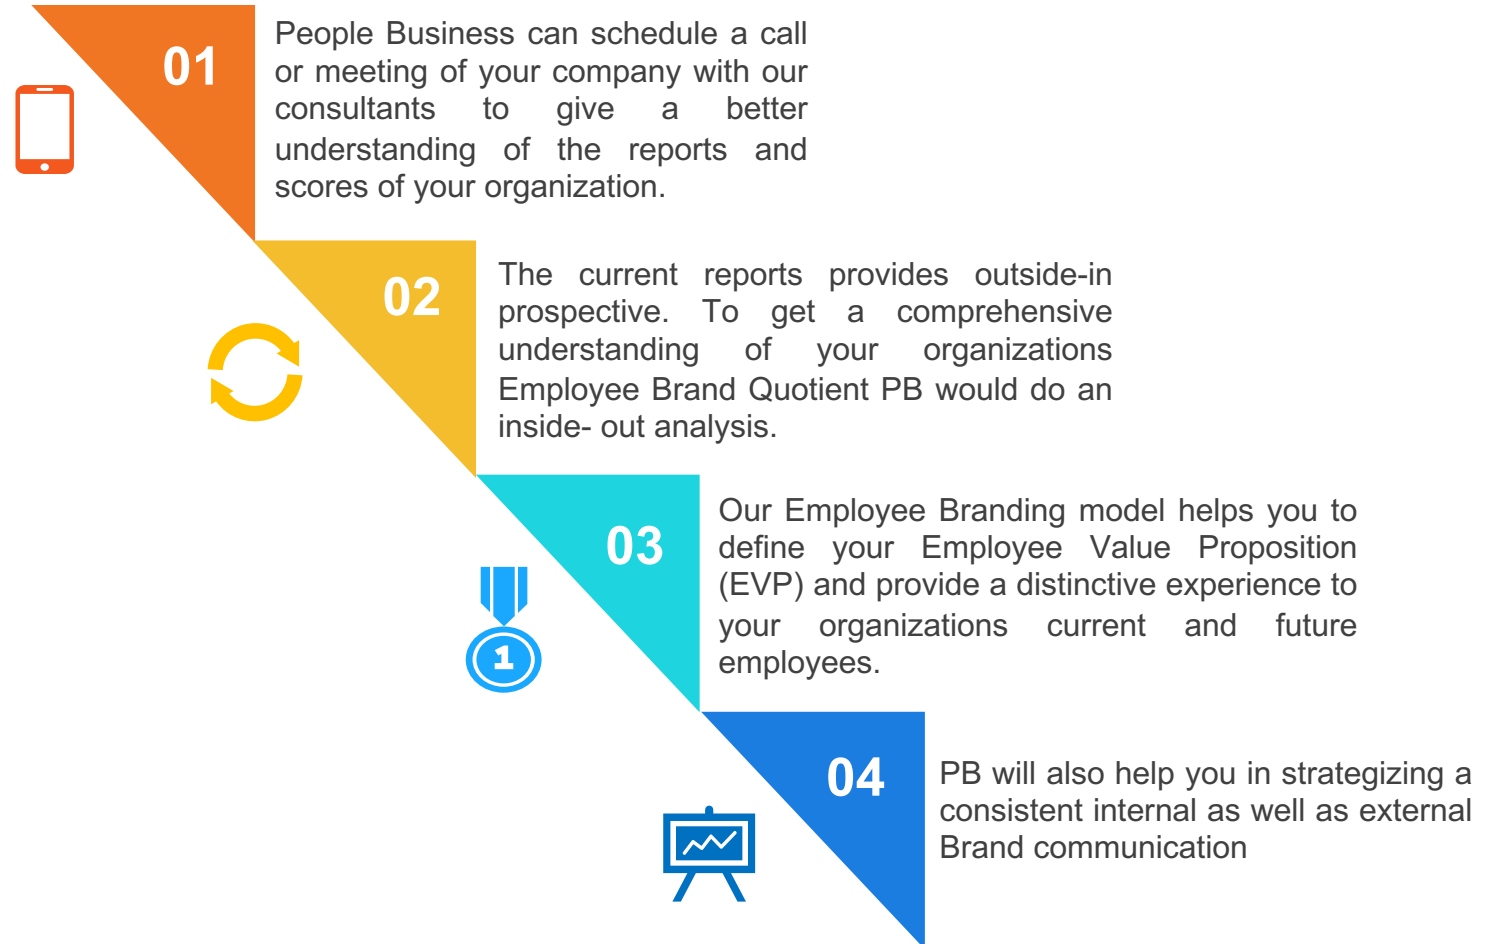 01
People Business can schedule a call
or meeting of your company with our
consultants to give a better
understanding of the reports and
scores of your organization.
02
The current reports provides outside-in
prospective. To get a comprehensive
understanding of your organizations
Employee Brand Quotient PB would do an
inside- out analysis.
03
Our Employee Branding model helps you to
define your Employee Value Proposition
(EVP) and provide a distinctive experience to
your organizations current and future
employees.
1
04
PB will also help you in strategizing a
consistent internal as well as external
Brand communication